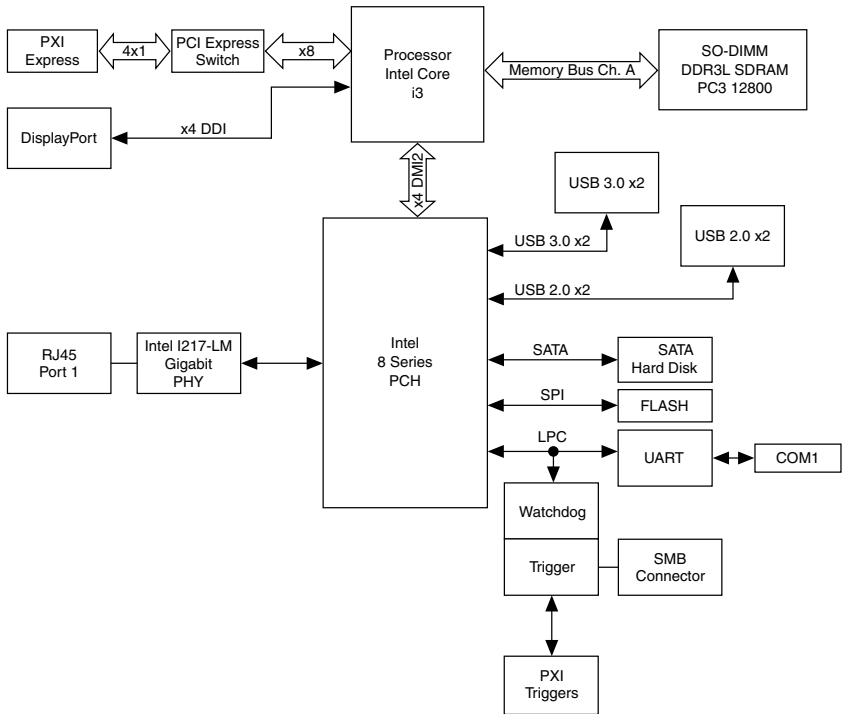 PXI
Express
4x1
PCI Express
Switch
x8
Processor
Intel Core
i3
Memory Bus Ch. A
SO-DIMM
DDR3L SDRAM
PC3 12800
DisplayPort
x4 DDI
x4 DMI2
USB 3.0 x2
USB 2.0 x2
USB 3.0 x2
USB 2.0 x2
RJ45
Port 1
Intel I217-LM
Gigabit
PHY
Intel
8 Series
PCH
SATA
SATA
Hard Disk
SPI
FLASH
LPC
UART
COM1
Watchdog
Trigger
SMB
Connector
PXI
Triggers